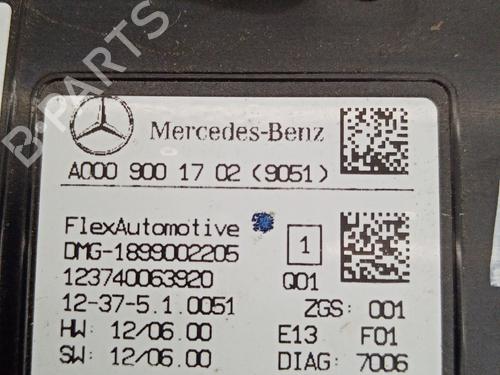 B-PARTS
Mercedes-Benz
A000 900 17 02 (9051)
FlexAutomotive
DMG-1899002205
1
123740063920
Q01
12-37-5.1.0051
ZGS: 001
HW: 12/06.00
E13 F01
SW: 12/06.00
DIAG: 7006